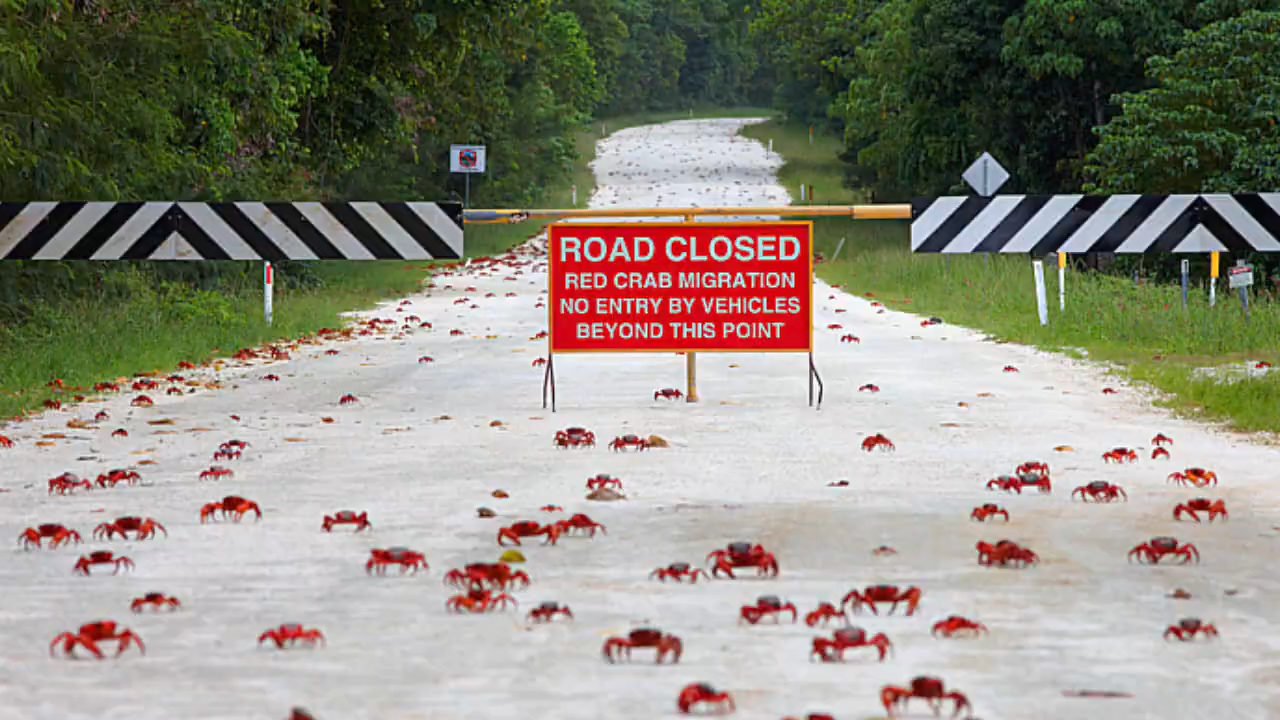 ROAD CLOSED
RED CRAB MIGRATION
NO ENTRY BY VEHICLES
BEYOND THIS POINT